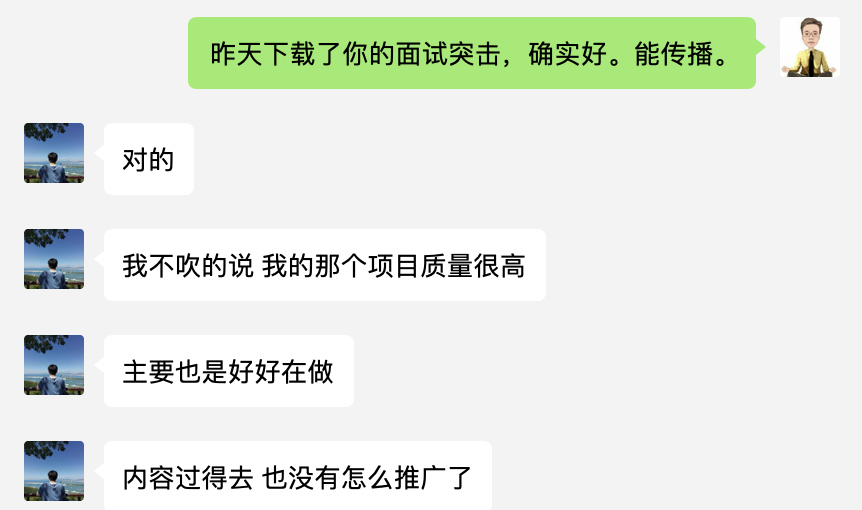 昨天下载了你的面试突击，确实好。能传播。
对的
我不吹的说 我的那个项目质量很高
主要也是好好在做
内容过得去 也没有怎么推广了